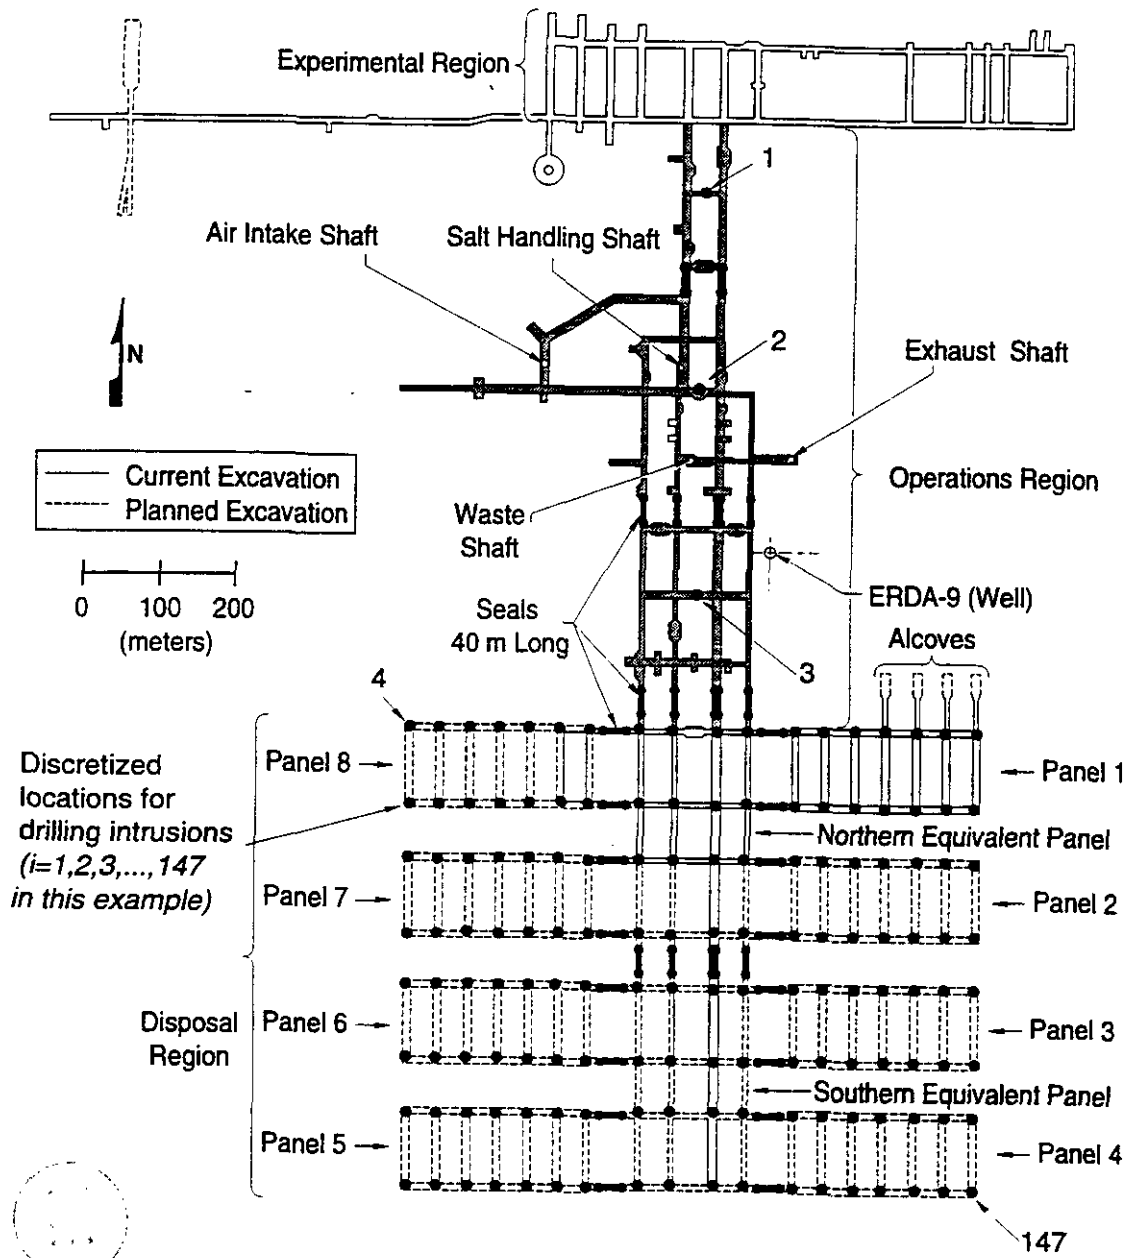 Experimental Region
1
Air Intake Shaft
Salt Handling Shaft
N
2
Exhaust Shaft
Current Excavation
Planned Excavation
Operations Region
Waste
Shaft
0 100 200
(meters)
Seals
40 m Long
ERDA-9 (Well)
Alcoves
3
4
Discretized
locations for
drilling intrusions
(i=1,2,3,...,147
in this example)
Panel 8
Panel 1
Northern Equivalent Panel
Panel 7
Panel 2
Disposal
Region
Panel 6
Panel 3
Southern Equivalent Panel
Panel 5
Panel 4
147